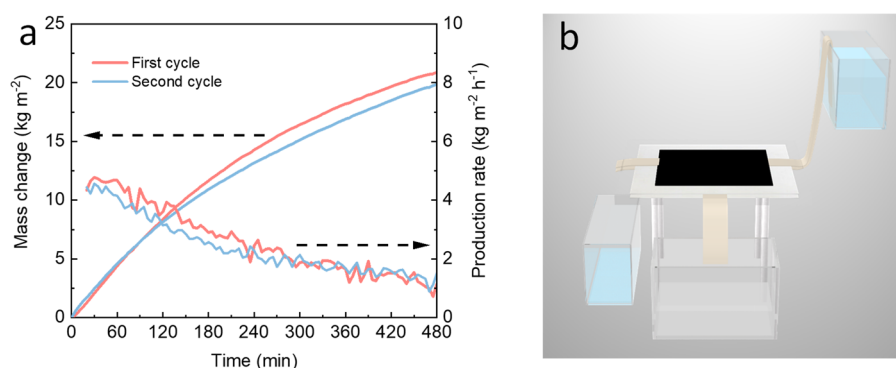 a
First cycle
Second cycle
Mass change (kg m⁻²)
Production rate (kg m⁻² h⁻¹)
Time (min)
0
5
10
15
20
25
0
2
4
6
8
10
0 60 120 180 240 300 360 420 480
b